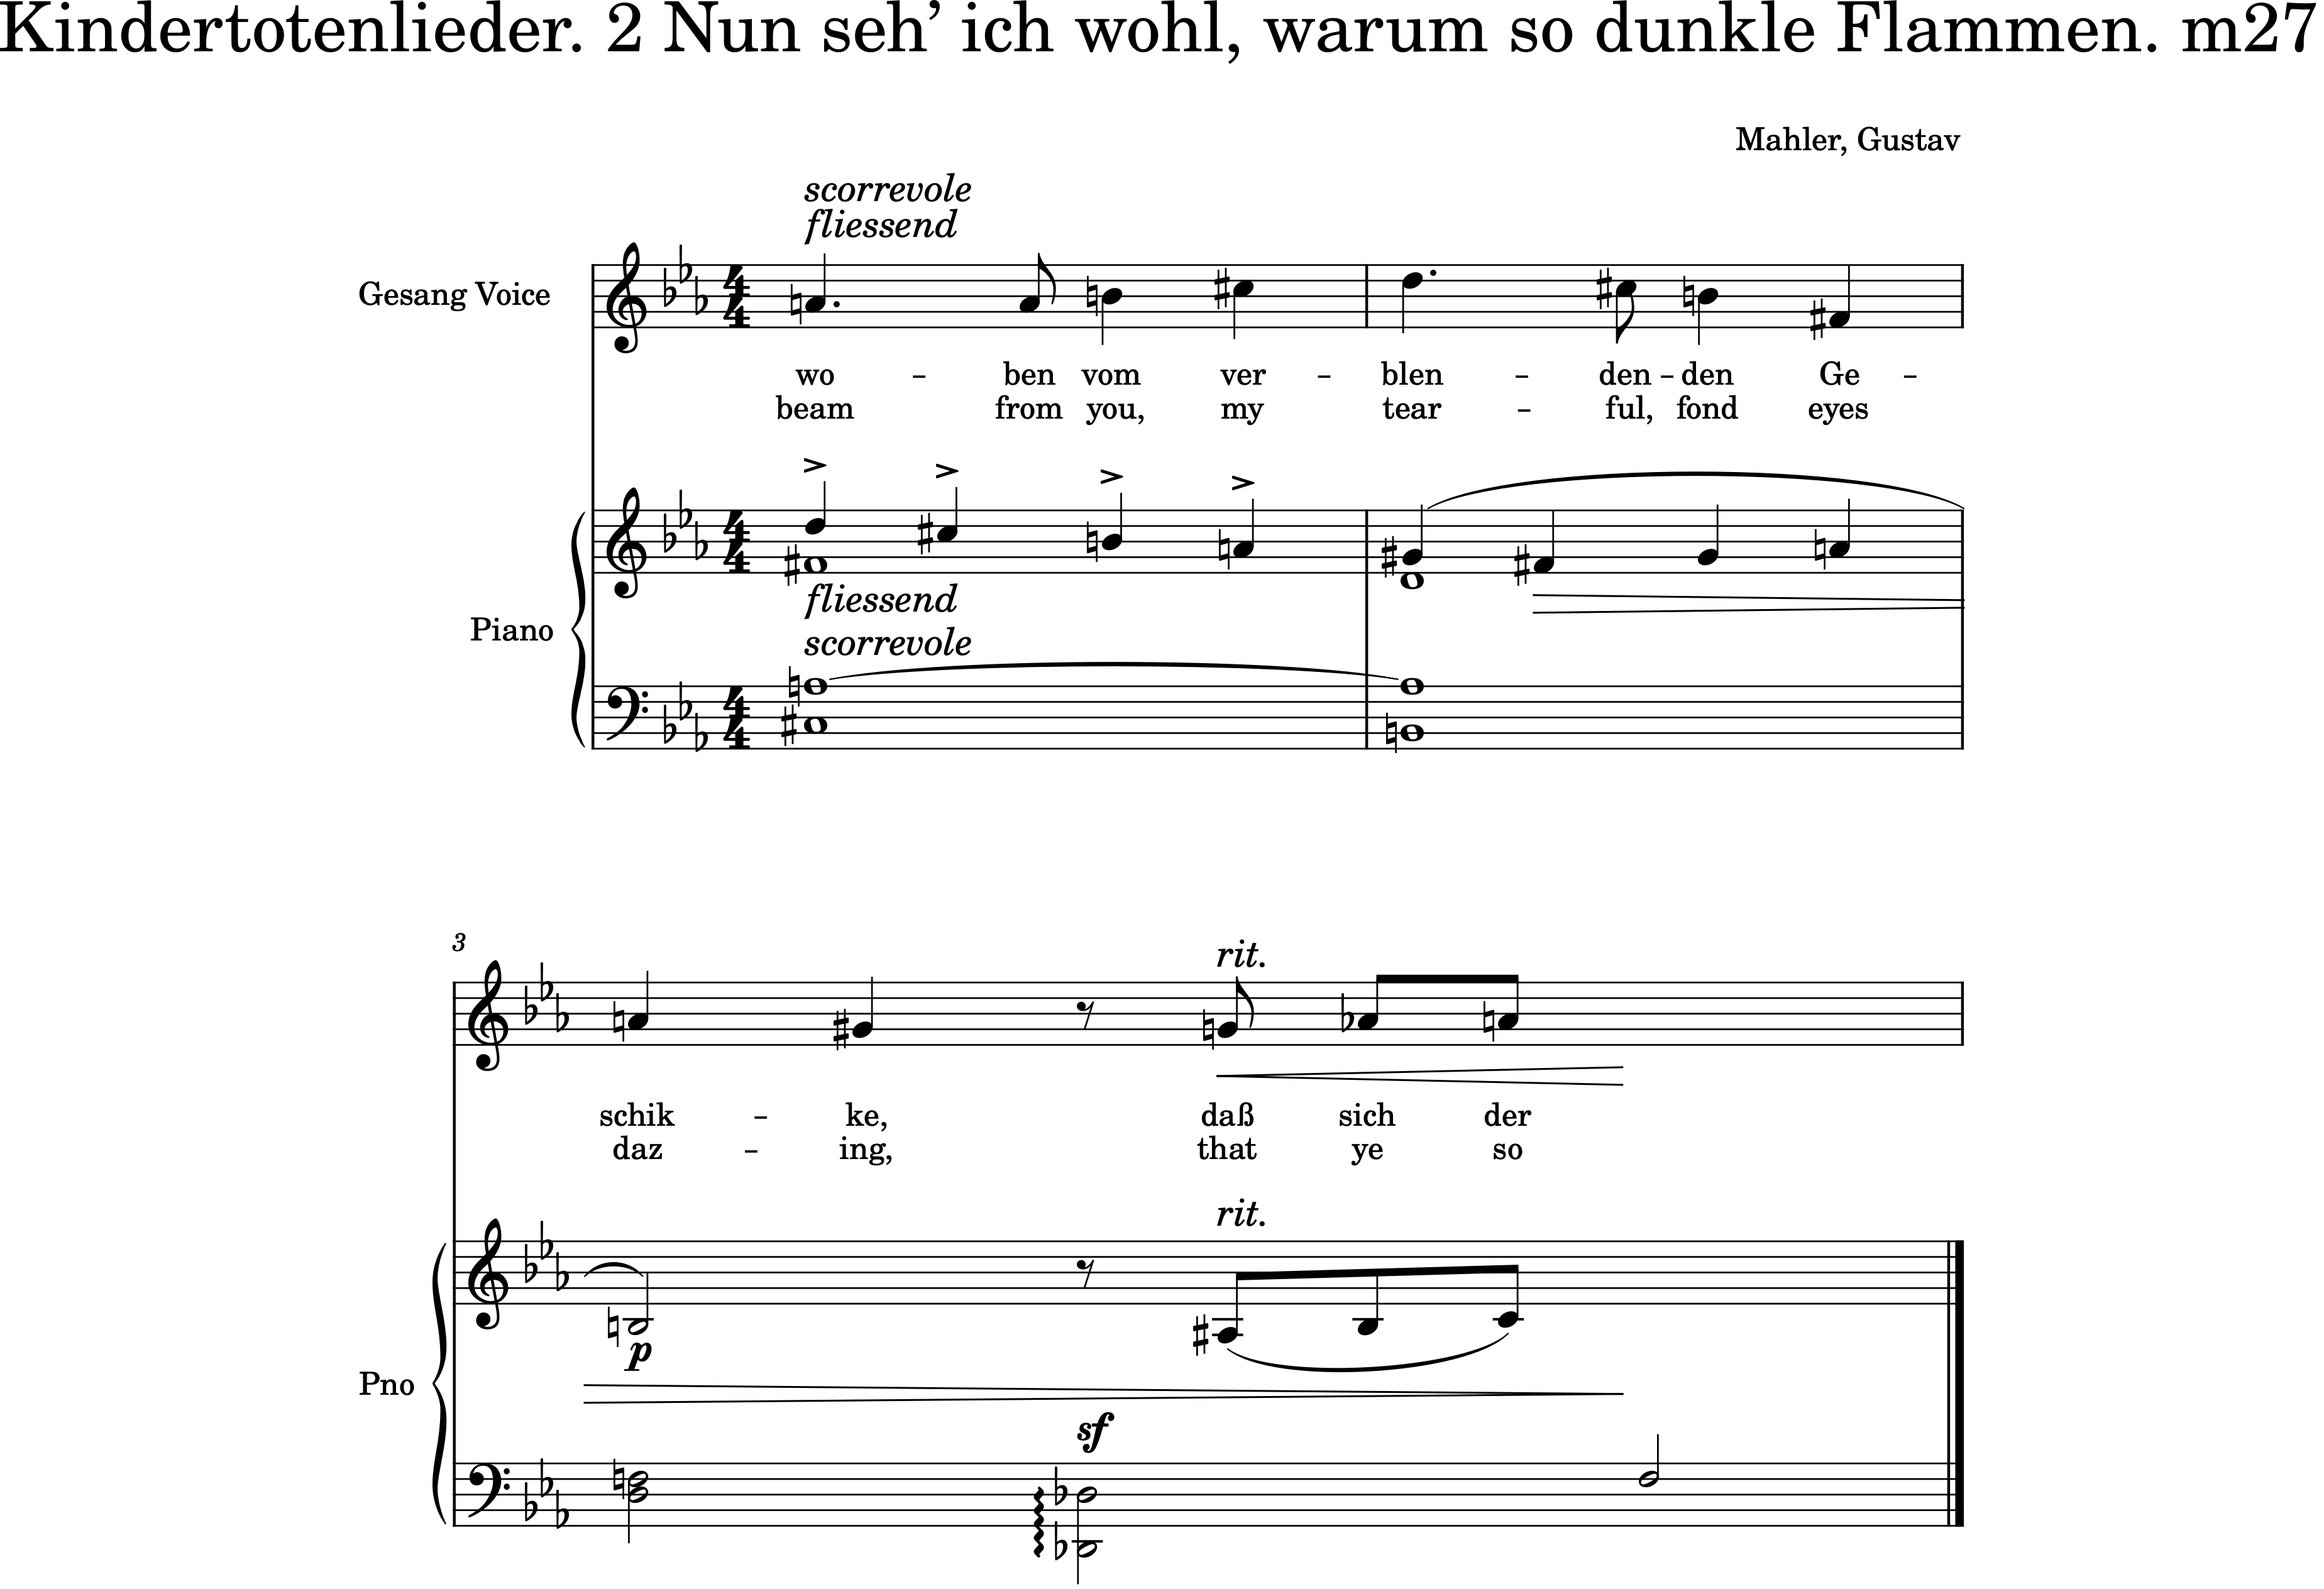 Kindertotenlieder. 2 Nun seh’ ich wohl, warum so dunkle Flammen. m27
Mahler, Gustav
scorrevole
fliessend
Gesang Voice
wo – ben vom ver – blen – den – den Ge –
beam from you, my tear – ful, fond eyes
fliessend
Piano
scorrevole
3
rit.
schik – ke, daß sich der
daz – ing, that ye so
rit.
p
Pno
sf